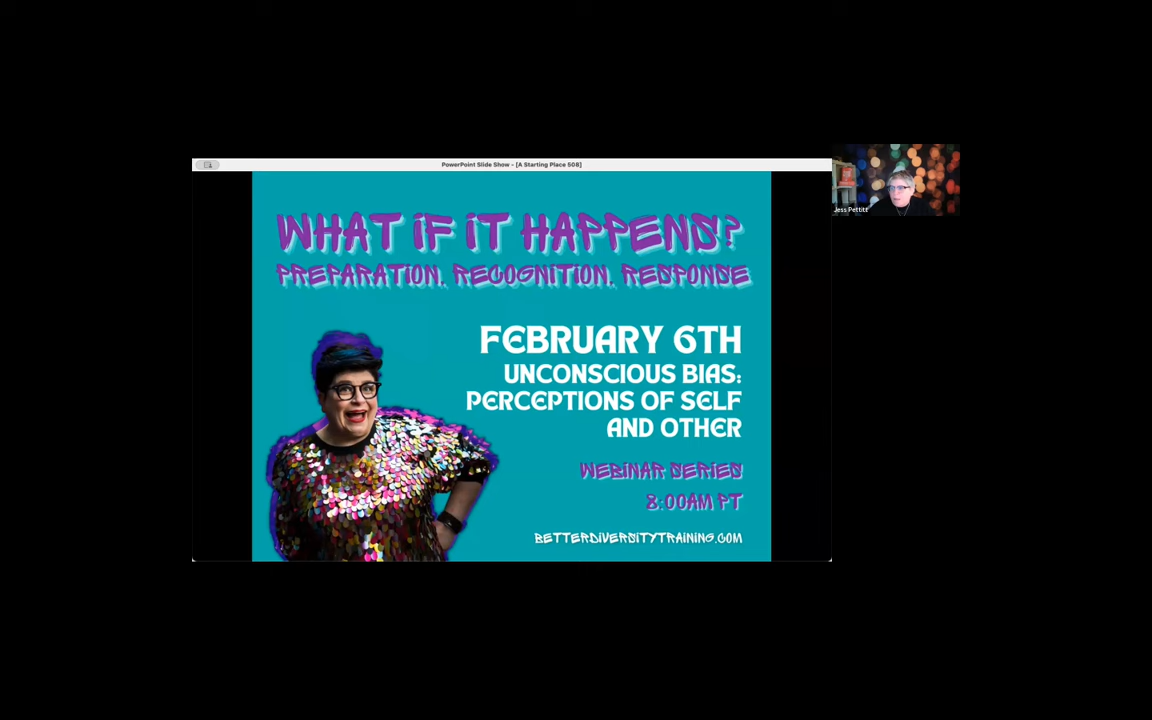 PowerPoint Slide Show - [A Starting Place 508]
WHAT IF IT HAPPENS?
PREPARATION, RECOGNITION, RESPONSE
FEBRUARY 6TH
UNCONSCIOUS BIAS:
PERCEPTIONS OF SELF
AND OTHER
WEBINAR SERIES
8:00AM PT
BETTERDIVERSITYTRAINING.COM
Jess Pettitt